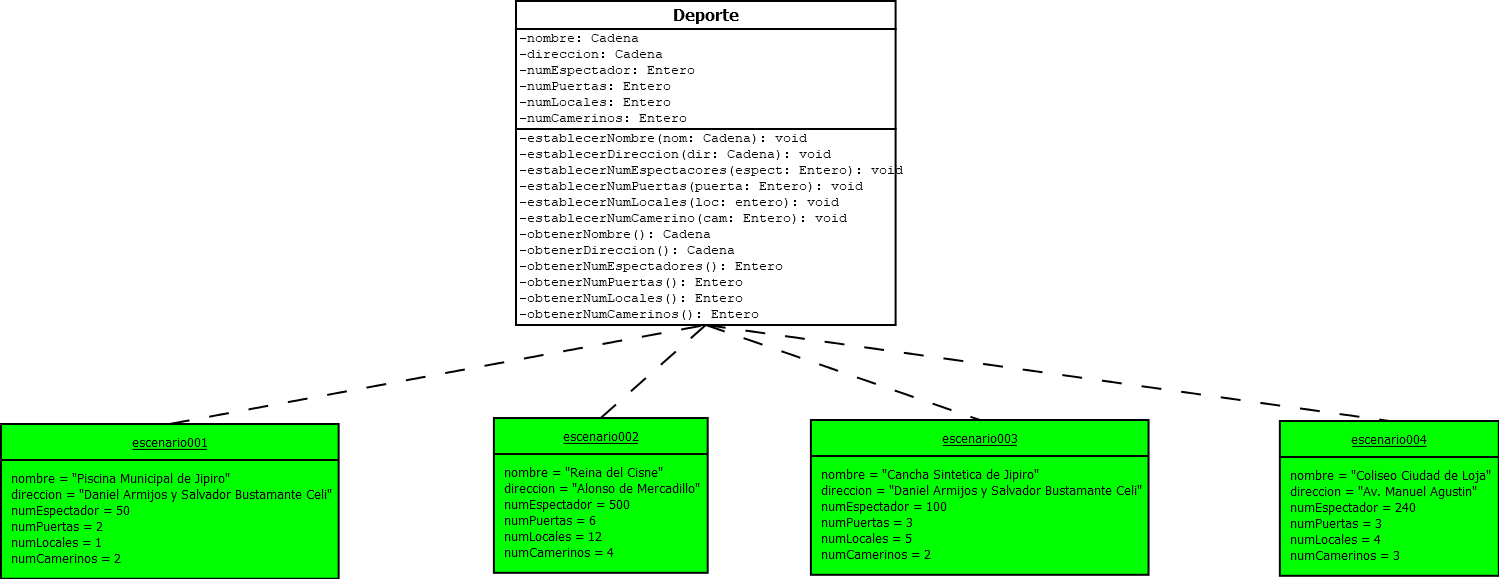 Deporte
-nombre: Cadena
-direccion: Cadena
-numEspectador: Entero
-numPuertas: Entero
-numLocales: Entero
-numCamerinos: Entero
-establecerNombre(nom: Cadena): void
-establecerDireccion(dir: Cadena): void
-establecerNumEspectacores(espect: Entero): void
-establecerNumPuertas(puerta: Entero): void
-establecerNumLocales(loc: entero): void
-establecerNumCamerino(cam: Entero): void
-obtenerNombre(): Cadena
-obtenerDireccion(): Cadena
-obtenerNumEspectadores(): Entero
-obtenerNumPuertas(): Entero
-obtenerNumLocales(): Entero
-obtenerNumCamerinos(): Entero
escenario001
nombre = "Piscina Municipal de Jipiro"
direccion = "Daniel Armijos y Salvador Bustamante Celi"
numEspectador = 50
numPuertas = 2
numLocales = 1
numCamerinos = 2
escenario002
nombre = "Reina del Cisne"
direccion = "Alonso de Mercadillo"
numEspectador = 500
numPuertas = 6
numLocales = 12
numCamerinos = 4
escenario003
nombre = "Cancha Sintetica de Jipiro"
direccion = "Daniel Armijos y Salvador Bustamante Celi"
numEspectador = 100
numPuertas = 3
numLocales = 5
numCamerinos = 2
escenario004
nombre = "Coliseo Ciudad de Loja"
direccion = "Av. Manuel Agustin"
numEspectador = 240
numPuertas = 3
numLocales = 4
numCamerinos = 3